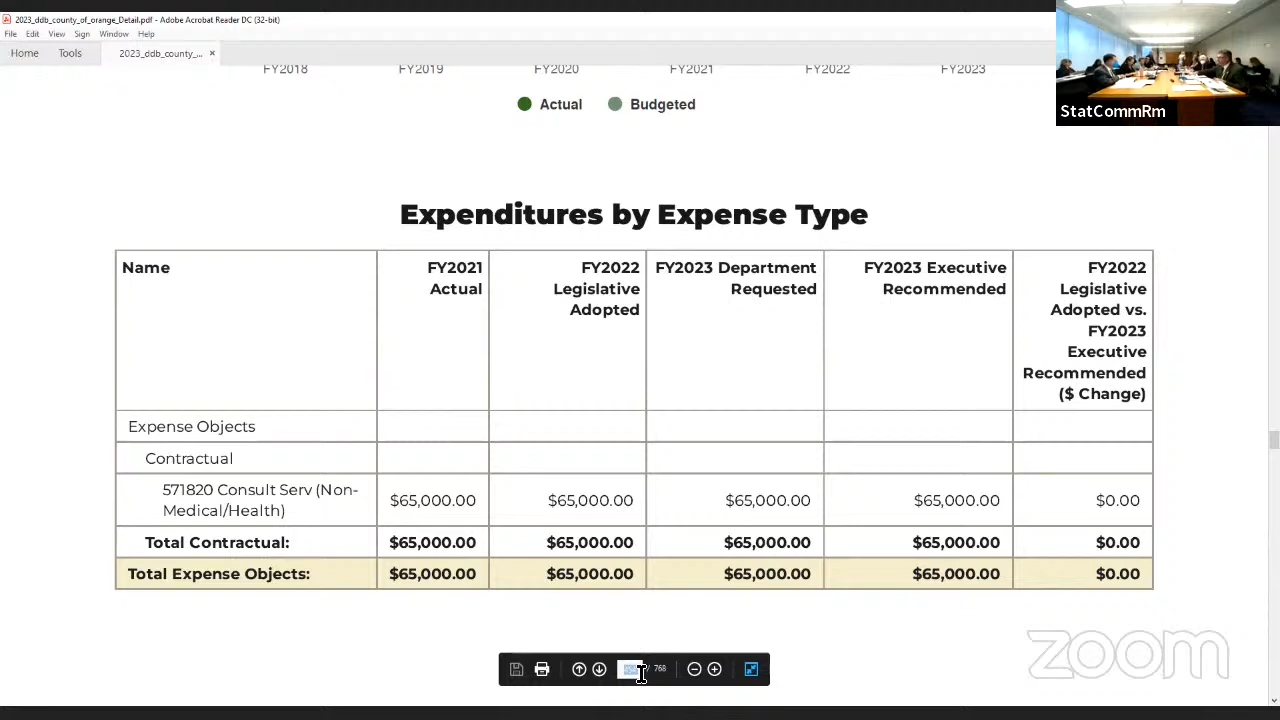 2023_ddb_county_of_orange_Detail.pdf - Adobe Acrobat Reader DC (32-bit)
File Edit View Sign Window Help
Home Tools 2023_ddb_county_... ×
StatCommRm
FY2018 FY2019 FY2020 FY2021 FY2022 FY2023
Actual Budgeted
Expenditures by Expense Type
Name FY2021 Actual FY2022 Legislative Adopted FY2023 Department Requested FY2023 Executive Recommended FY2022 Legislative Adopted vs. FY2023 Executive Recommended ($ Change)
Expense Objects
Contractual
571820 Consult Serv (Non-Medical/Health) $65,000.00 $65,000.00 $65,000.00 $65,000.00 $0.00
Total Contractual: $65,000.00 $65,000.00 $65,000.00 $65,000.00 $0.00
Total Expense Objects: $65,000.00 $65,000.00 $65,000.00 $65,000.00 $0.00
zoom
/ 768